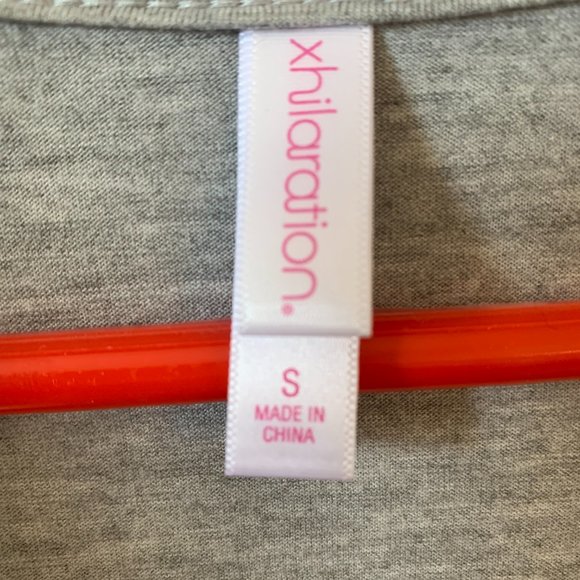 xhilaration.
S
MADE IN
CHINA